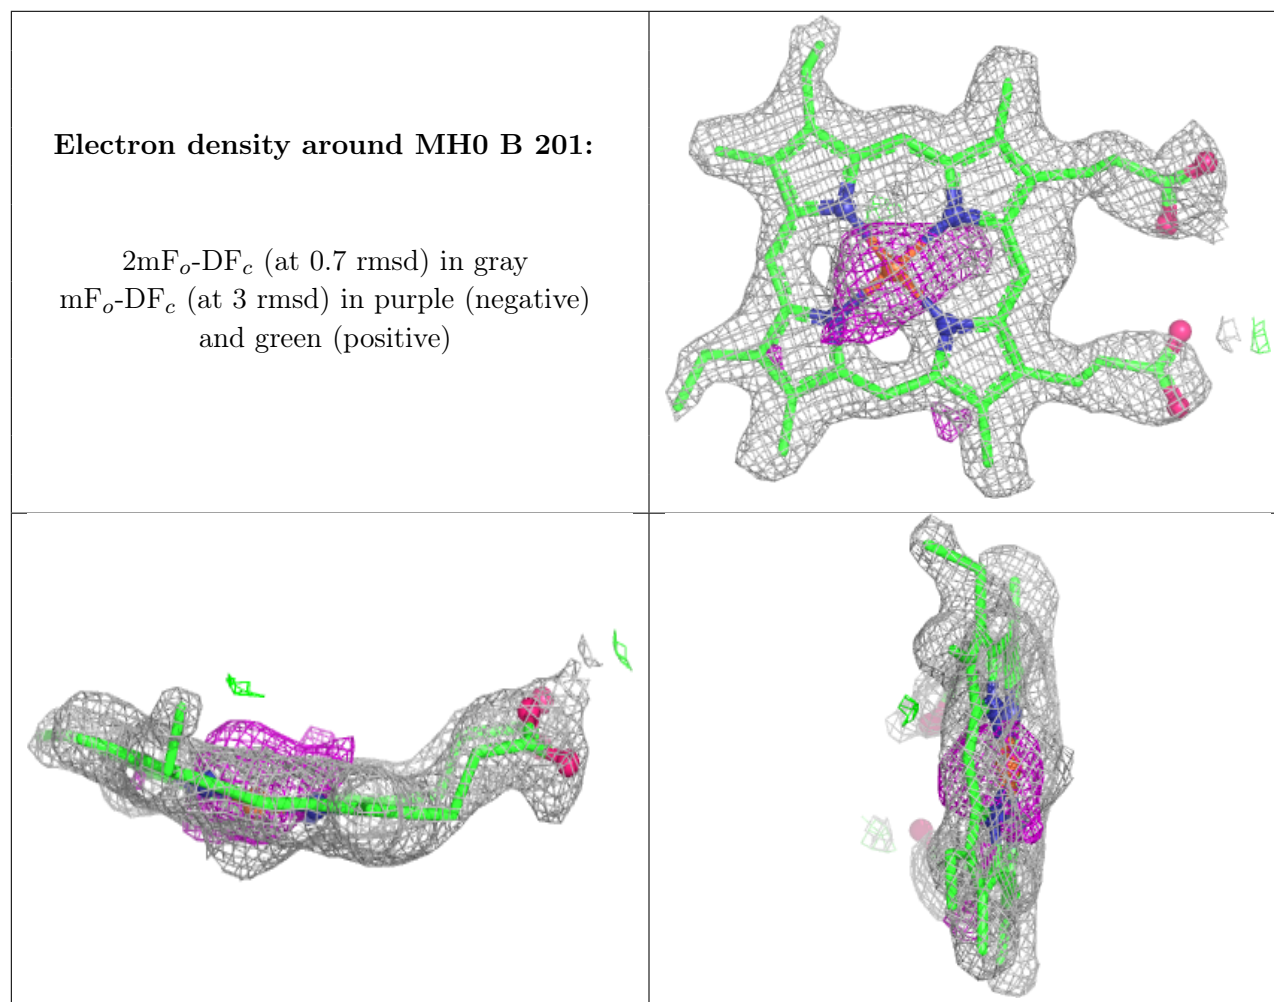 Electron density around MH0 B 201:
2mFo-DFc (at 0.7 rmsd) in gray
mFo-DFc (at 3 rmsd) in purple (negative)
and green (positive)